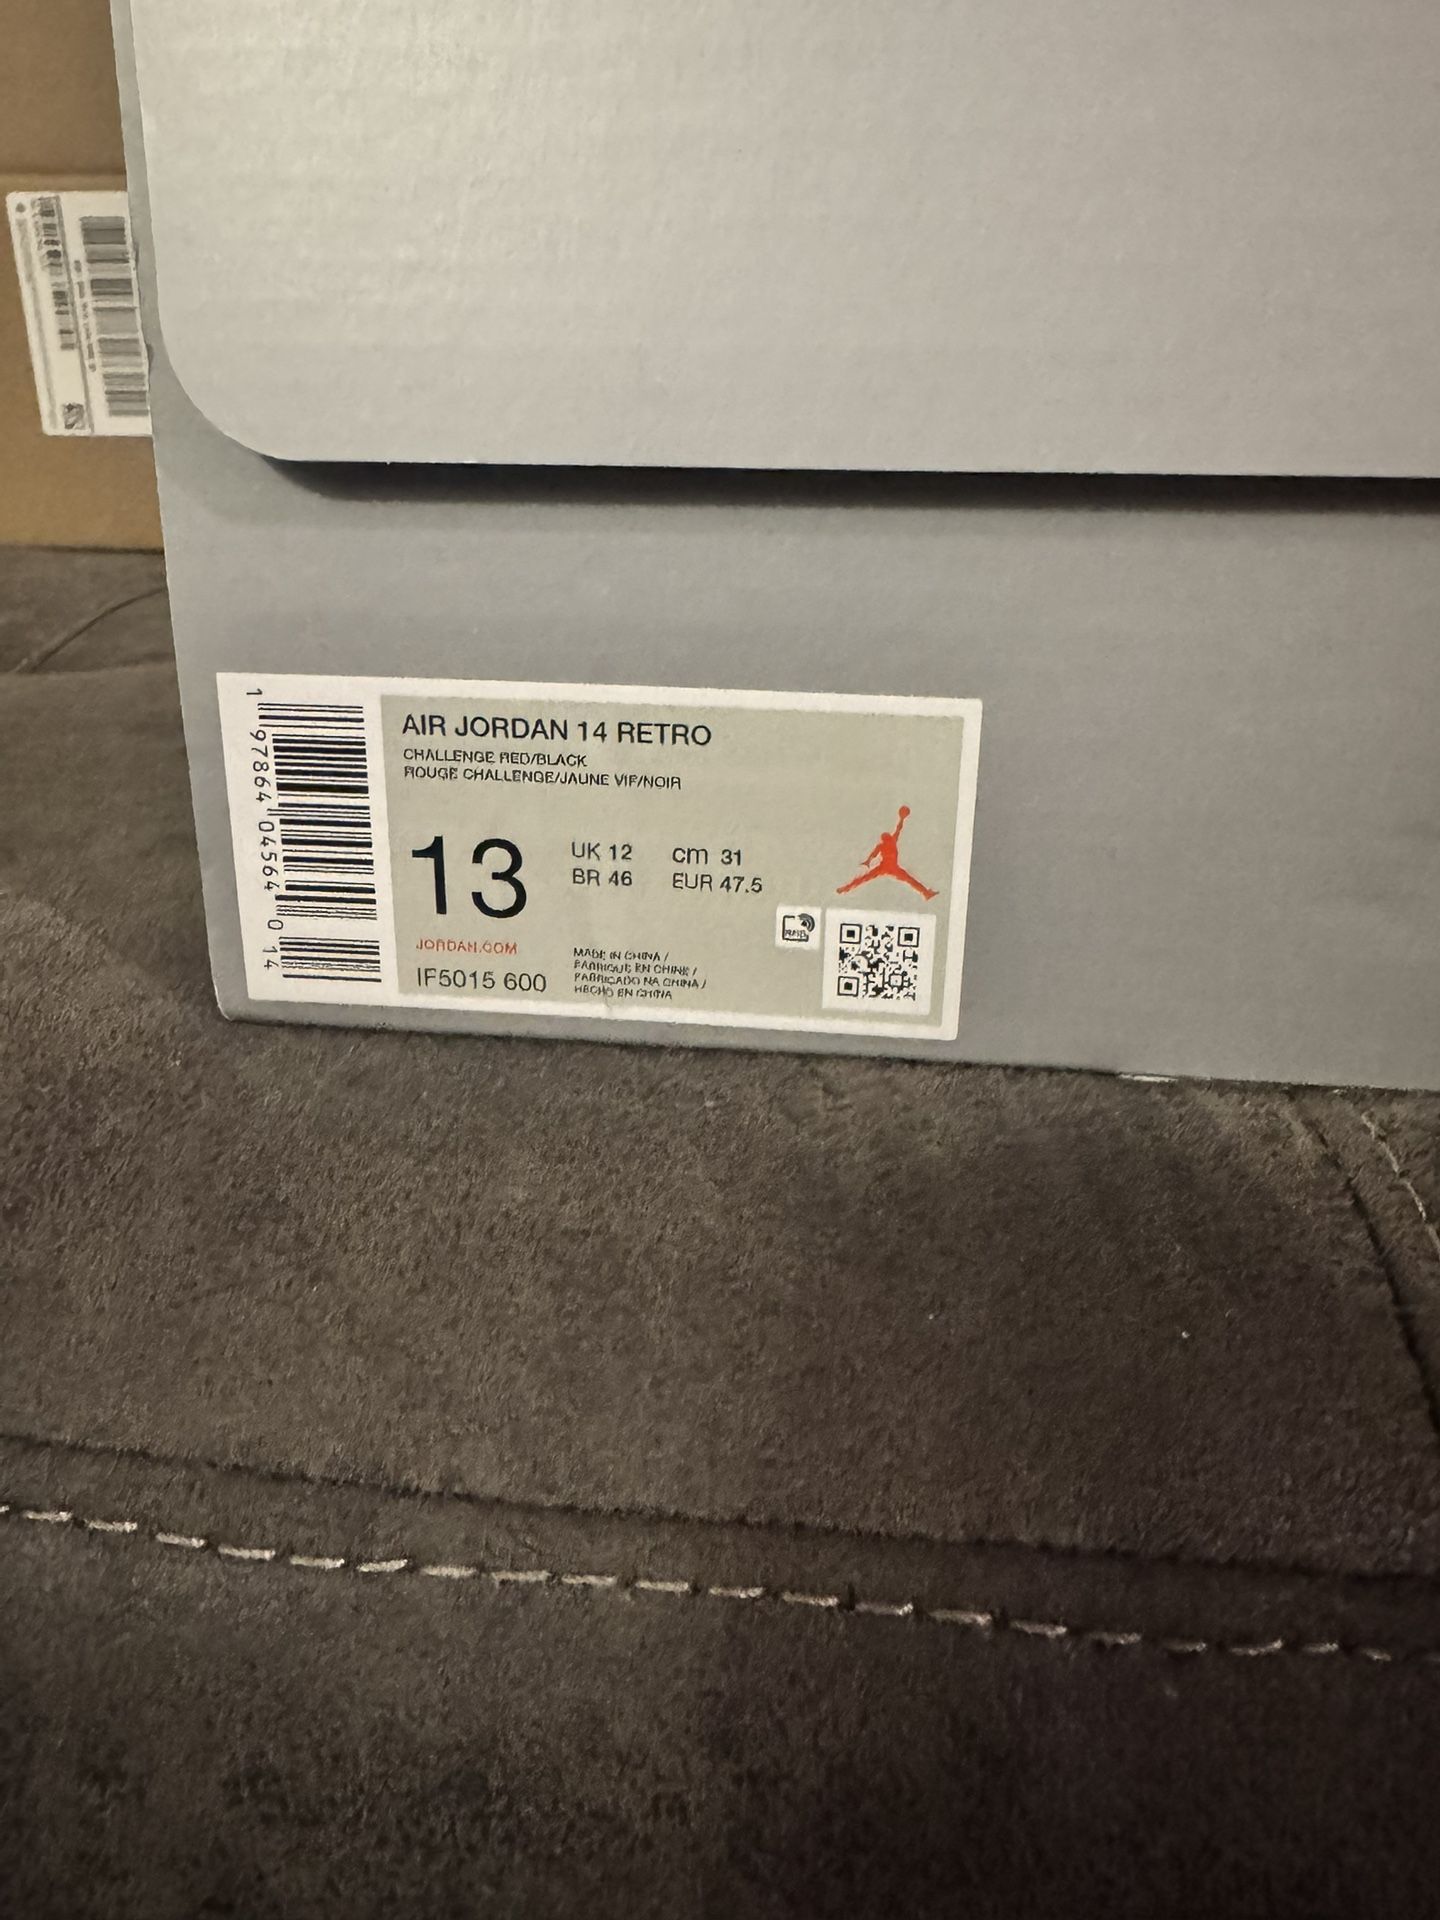 AIR JORDAN 14 RETRO
CHALLENGE RED/BLACK
ROUGE CHALLENGE/JAUNE VIF/NOIR
13
UK 12 cm 31
BR 46 EUR 47.5
JORDAN.COM
IF5015 600
MADE IN CHINA /
FABRIQUE EN CHINE /
FABRICADO NA CHINA /
HECHO EN CHINA
1 97864 04564 0 14